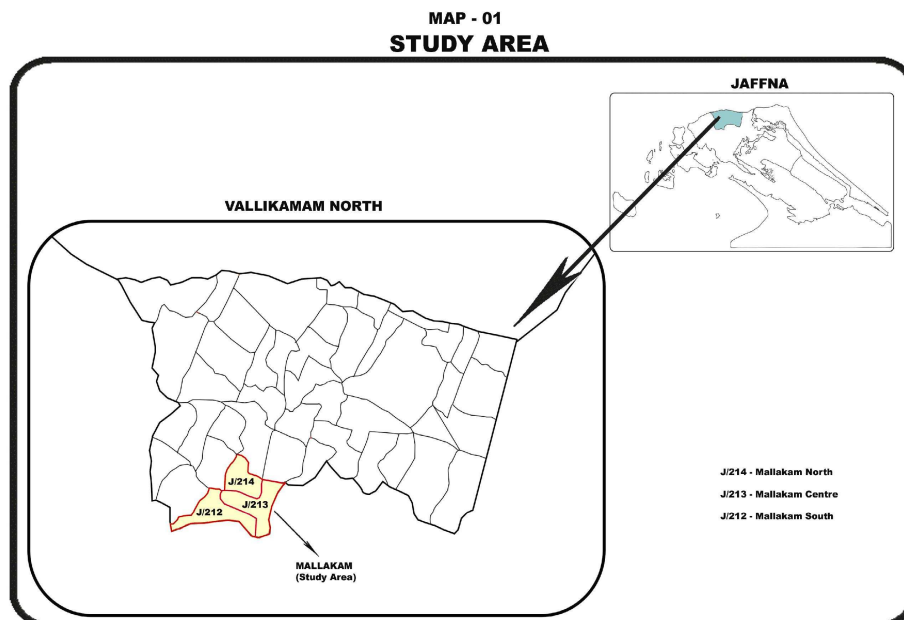 MAP - 01
STUDY AREA
JAFFNA
VALLIKAMAM NORTH
J/214
J/213
J/212
MALLAKAM
(Study Area)
J/214 - Mallakam North
J/213 - Mallakam Centre
J/212 - Mallakam South